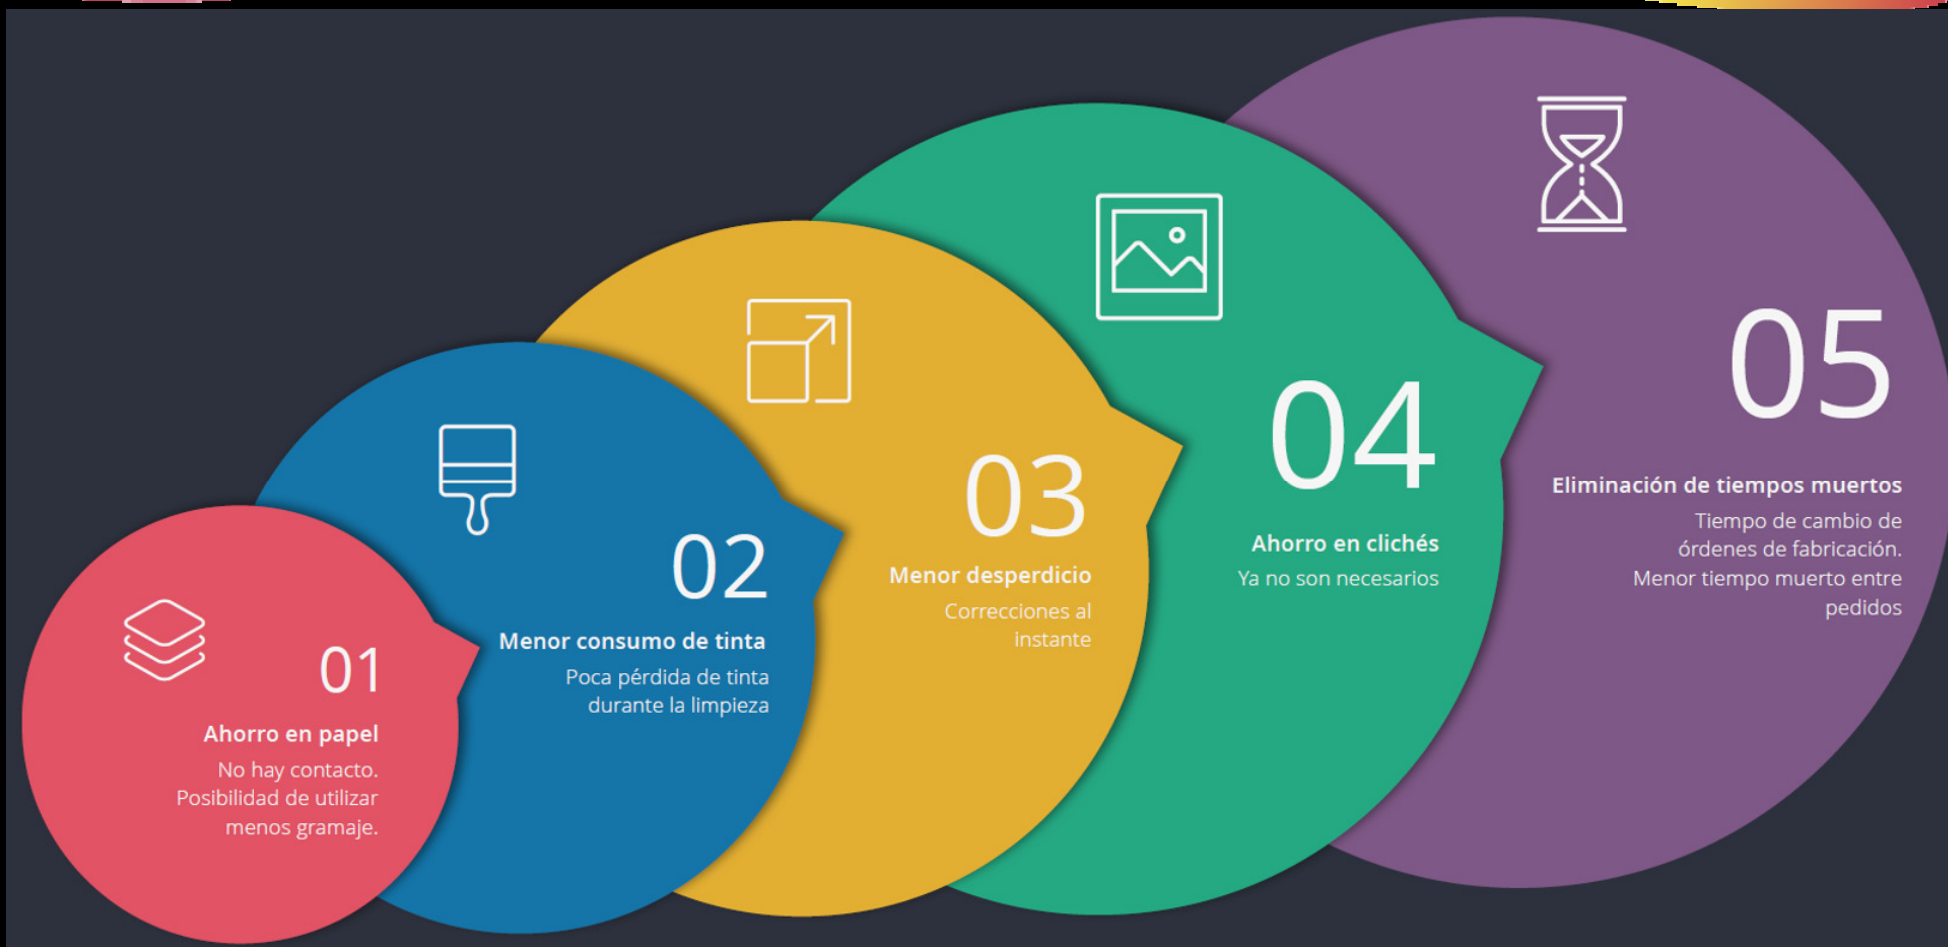 01
Ahorro en papel
No hay contacto.
Posibilidad de utilizar
menos gramaje.
02
Menor consumo de tinta
Poca pérdida de tinta
durante la limpieza
03
Menor desperdicio
Correcciones al
instante
04
Ahorro en clichés
Ya no son necesarios
05
Eliminación de tiempos muertos
Tiempo de cambio de
órdenes de fabricación.
Menor tiempo muerto entre
pedidos